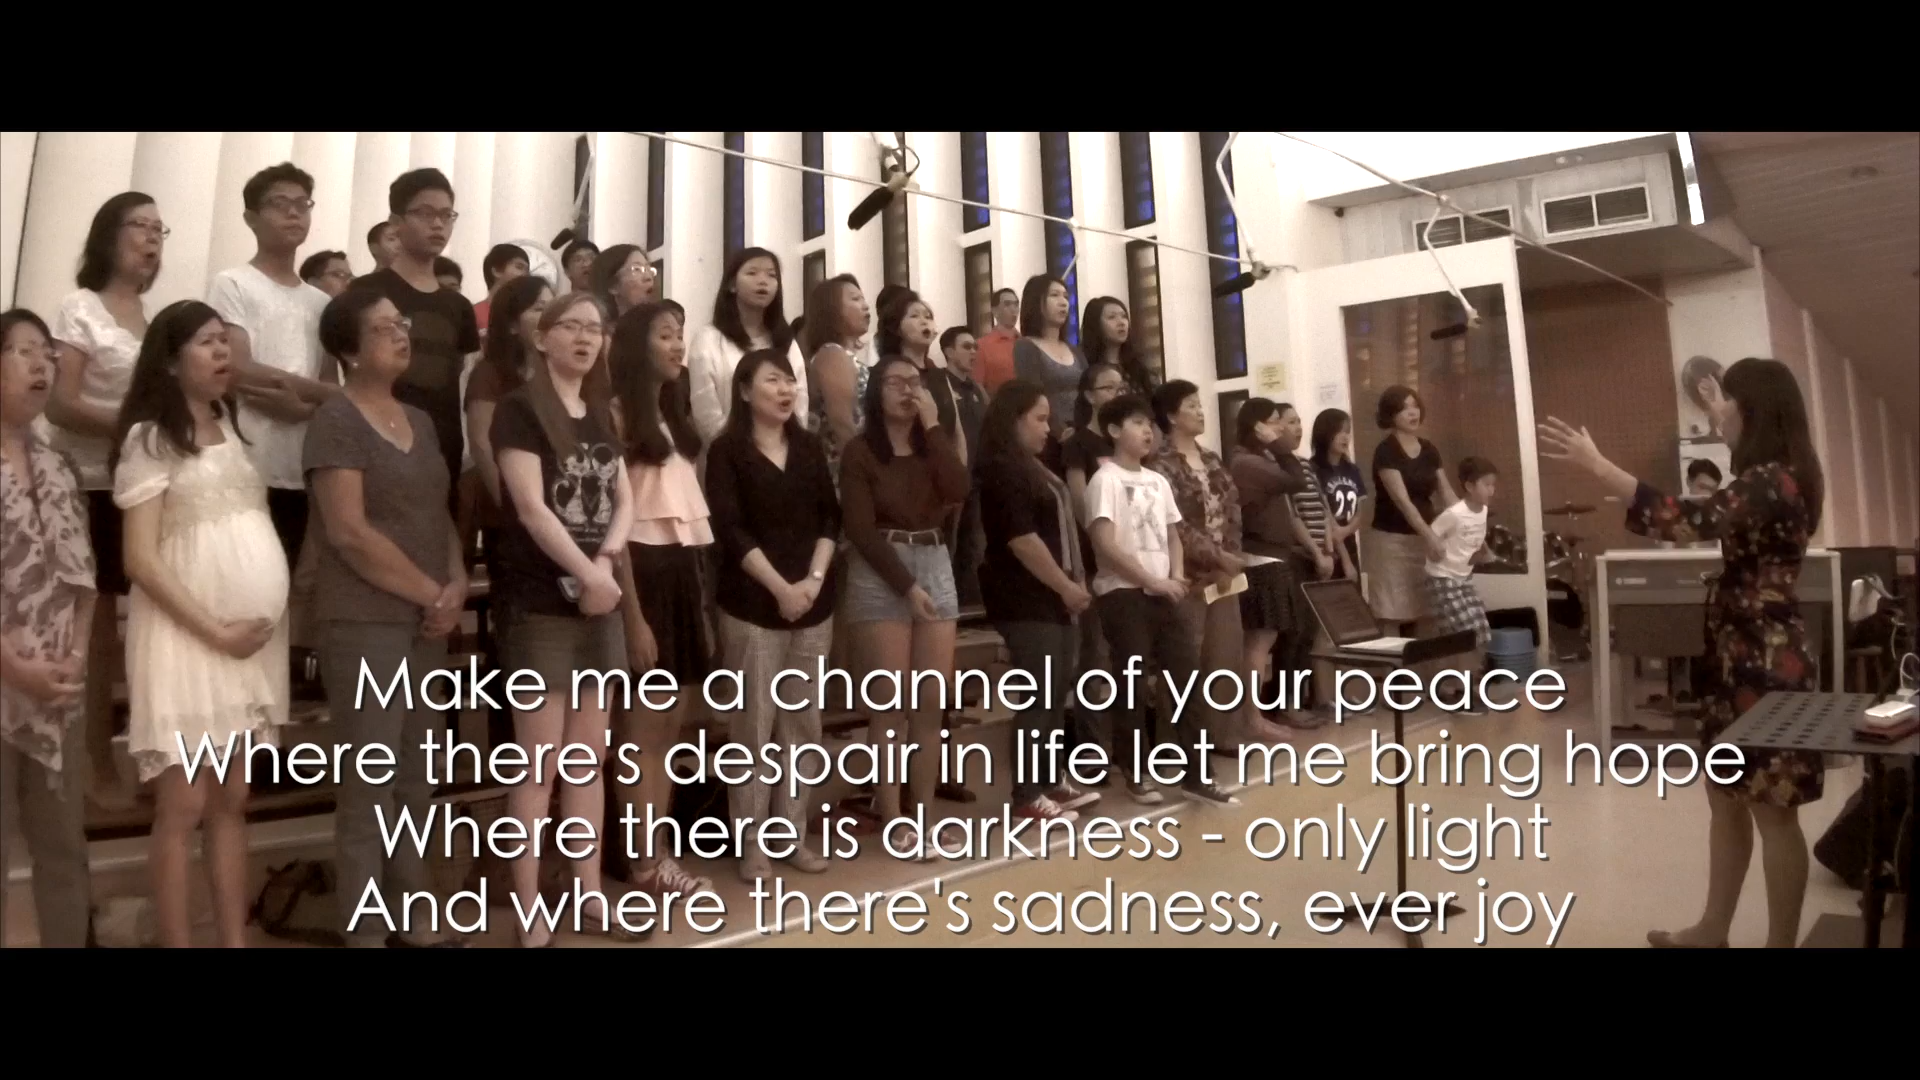 Make me a channel of your peace
Where there's despair in life let me bring hope
Where there is darkness - only light
And where there's sadness, ever joy
23